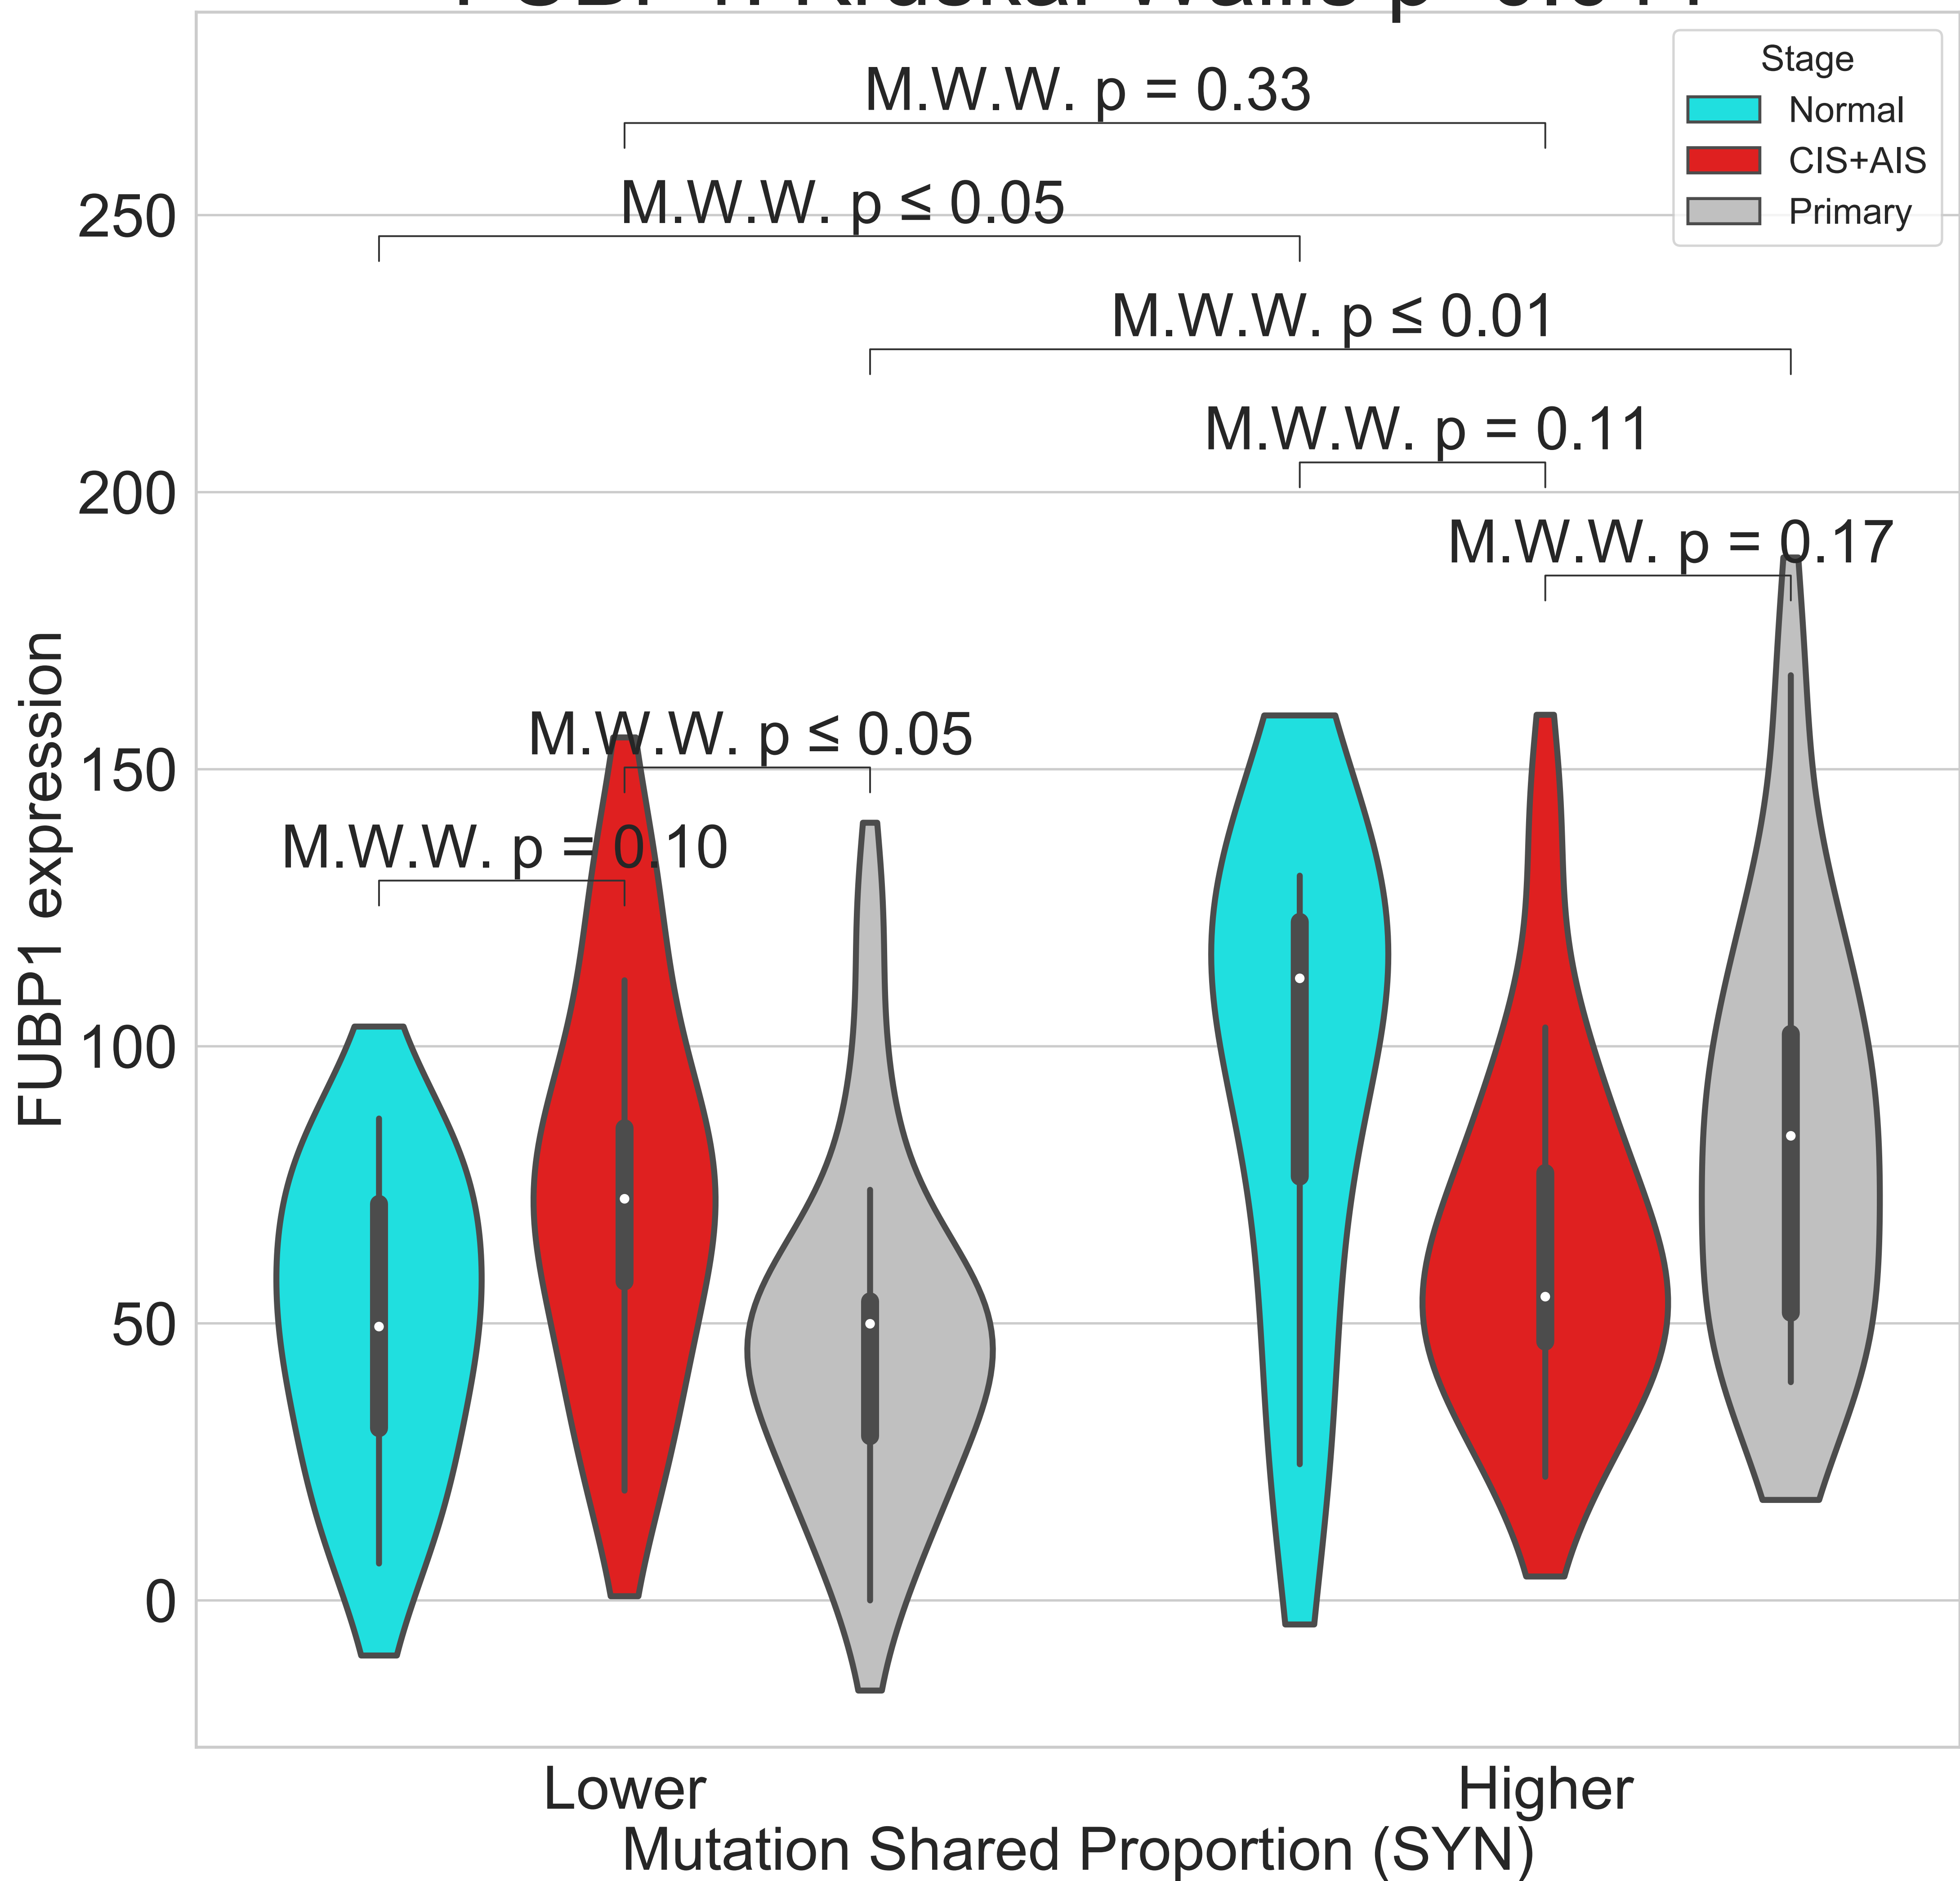 Stage
Normal
CIS+AIS
Primary
M.W.W. p = 0.33
M.W.W. p ≤ 0.05
M.W.W. p ≤ 0.01
M.W.W. p = 0.11
M.W.W. p = 0.17
M.W.W. p ≤ 0.05
M.W.W. p = 0.10
FUBP1 expression
250
200
150
100
50
0
Lower
Higher
Mutation Shared Proportion (SYN)